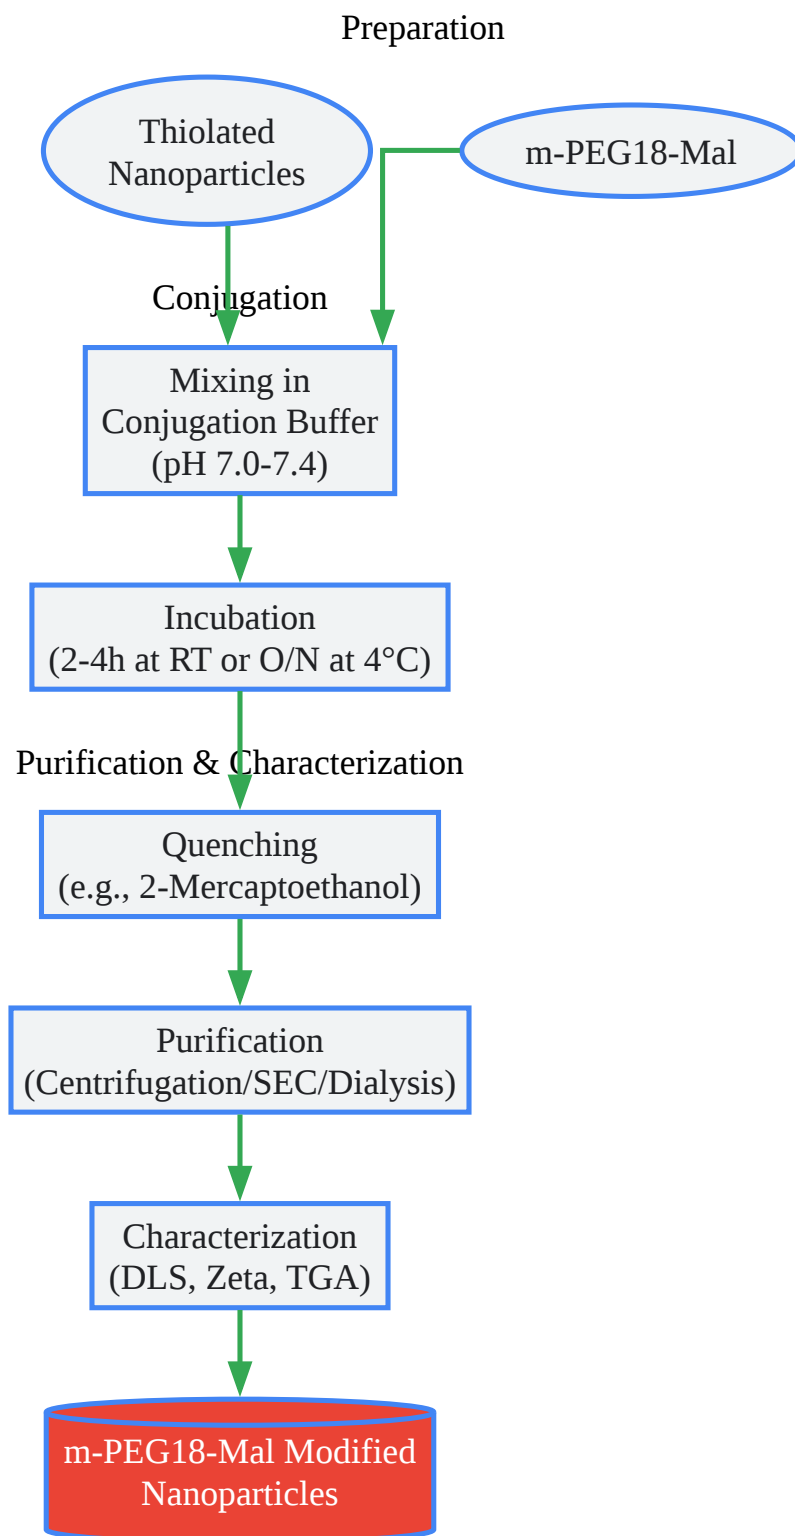 Preparation
Thiolated
Nanoparticles
m-PEG18-Mal
Conjugation
Mixing in
Conjugation Buffer
(pH 7.0-7.4)
Incubation
(2-4h at RT or O/N at 4°C)
Purification & Characterization
Quenching
(e.g., 2-Mercaptoethanol)
Purification
(Centrifugation/SEC/Dialysis)
Characterization
(DLS, Zeta, TGA)
m-PEG18-Mal Modified
Nanoparticles